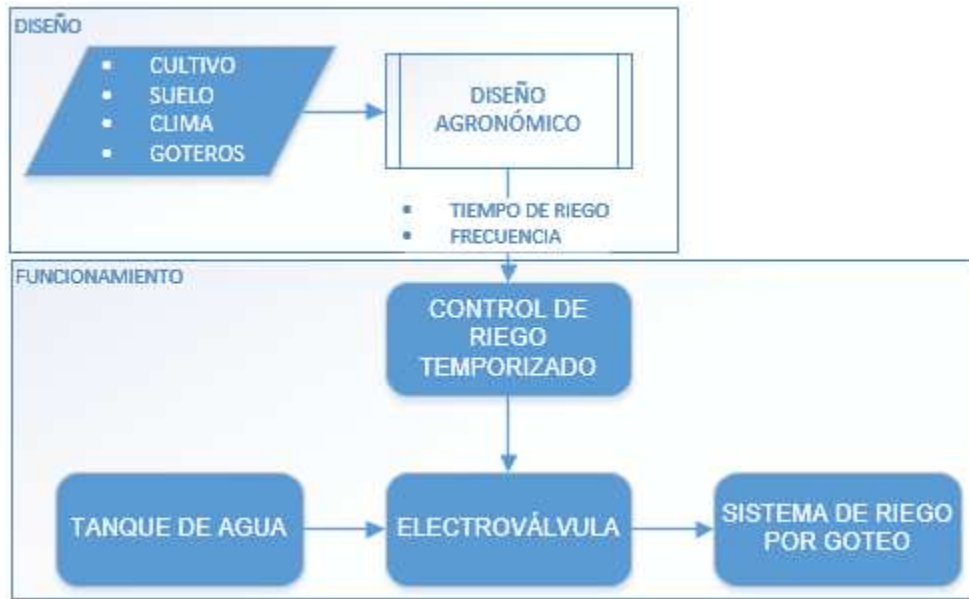 DISEÑO
▪ CULTIVO
▪ SUELO
▪ CLIMA
▪ GOTEROS
DISEÑO
AGRONÓMICO
▪ TIEMPO DE RIEGO
▪ FRECUENCIA
FUNCIONAMIENTO
CONTROL DE
RIEGO
TEMPORIZADO
TANQUE DE AGUA
ELECTROVÁLVULA
SISTEMA DE RIEGO
POR GOTEO